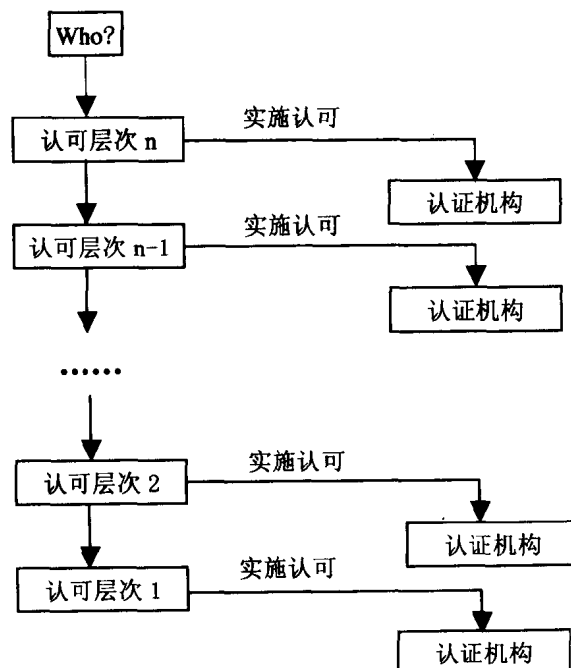 Who?
实施认可
认可层次 n
认证机构
实施认可
认可层次 n-1
认证机构
......
实施认可
认可层次 2
认证机构
实施认可
认可层次 1
认证机构